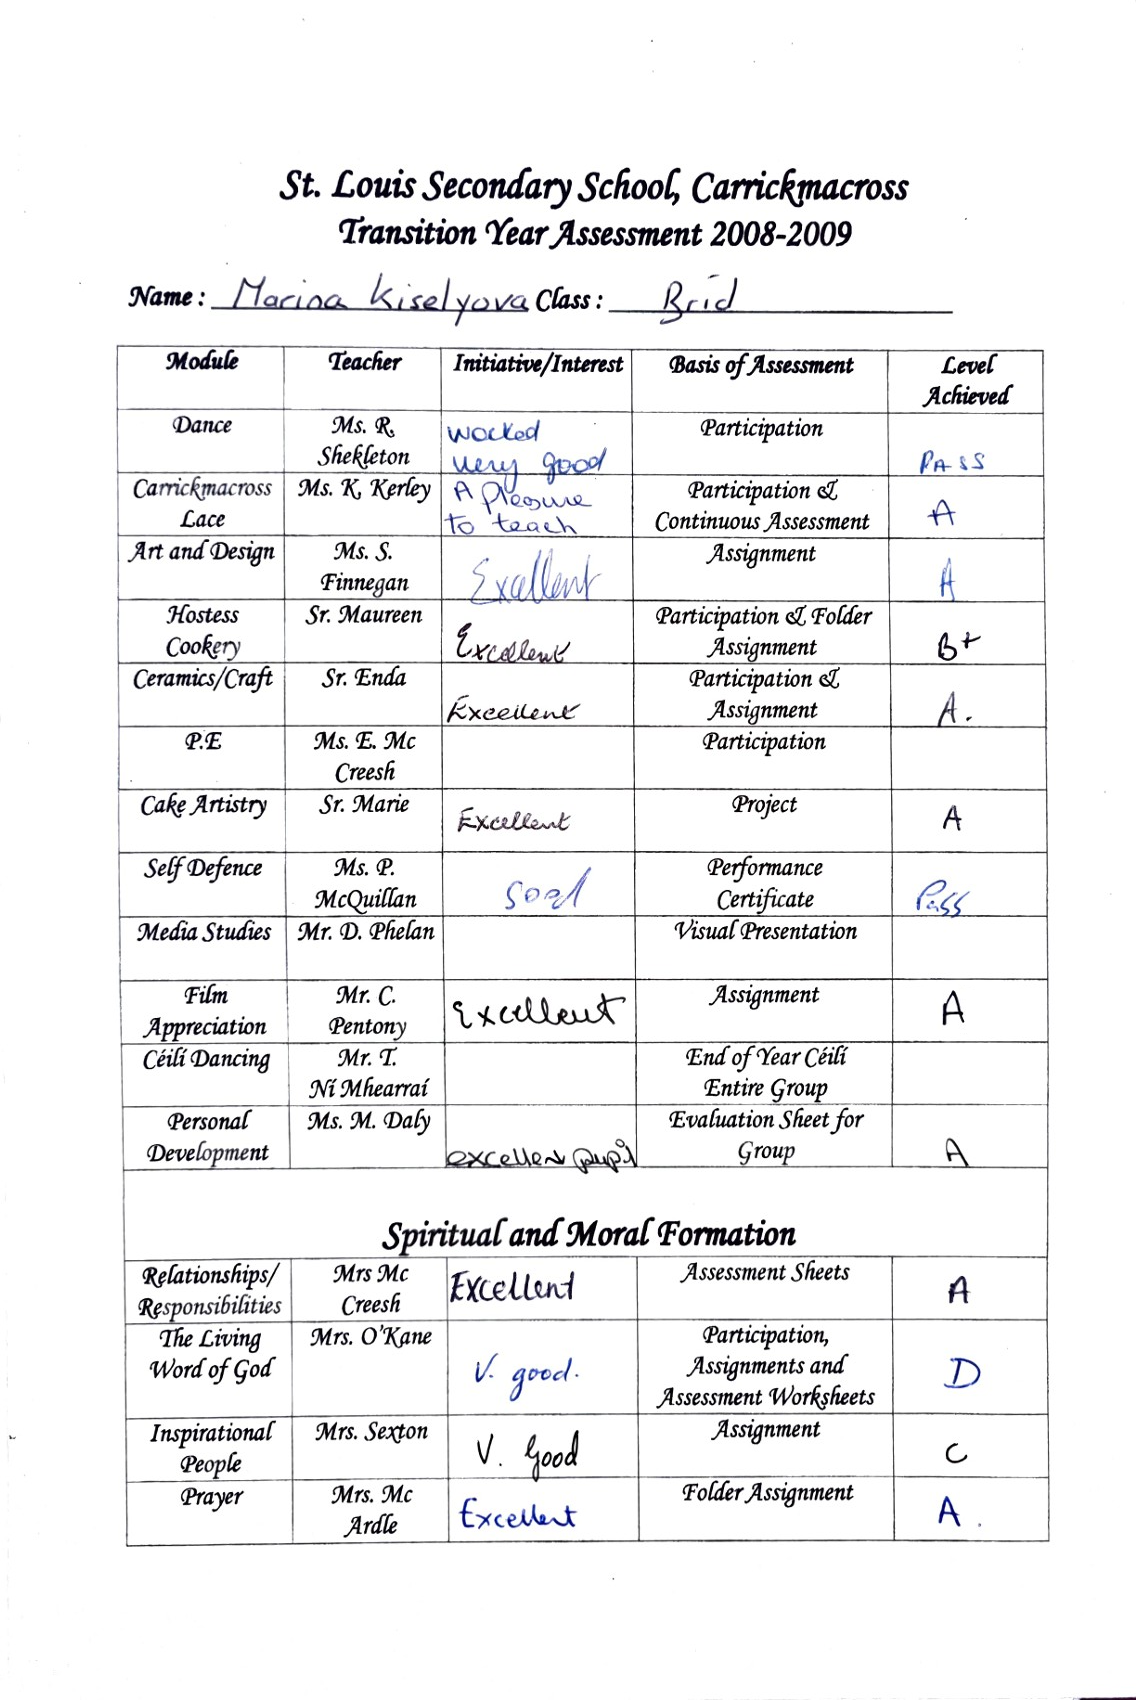 St. Louis Secondary School, Carrickmacross
Transition Year Assessment 2008-2009
Name : Marina Kiselyova Class : Bríd
Module Teacher Initiative/Interest Basis of Assessment Level
Achieved
Dance Ms. R. worked Participation
Shekleton very good PASS
Carrickmacross Ms. K. Kerley A pleasure Participation &
Lace to teach Continuous Assessment A
Art and Design Ms. S. Excellent Assignment A
Finnegan
Hostess Sr. Maureen Participation & Folder
Cookery Excellent Assignment B+
Ceramics/Craft Sr. Enda Participation &
Excellent Assignment A.
P.E Ms. E. Mc Participation
Creesh
Cake Artistry Sr. Marie Excellent Project A
Self Defence Ms. P. Performance
McQuillan Good Certificate Pass
Media Studies Mr. D. Phelan Visual Presentation
Film Mr. C. Excellent Assignment A
Appreciation Pentony
Céilí Dancing Mr. T. End of Year Céilí
Ní Mhearraí Entire Group
Personal Ms. M. Daly Evaluation Sheet for
Development excellent pupil Group A
Spiritual and Moral Formation
Relationships/ Mrs Mc Excellent Assessment Sheets A
Responsibilities Creesh
The Living Mrs. O'Kane Participation,
Word of God V. good. Assignments and D
Assessment Worksheets
Inspirational Mrs. Sexton V. Good Assignment C
People
Prayer Mrs. Mc Excellent Folder Assignment A.
Ardle